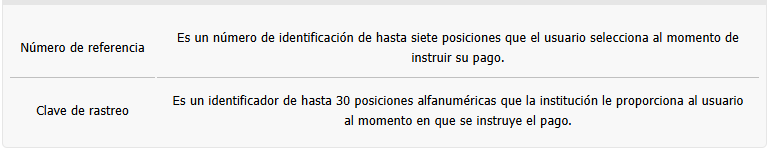 Número de referencia
Es un número de identificación de hasta siete posiciones que el usuario selecciona al momento de
instruir su pago.
Clave de rastreo
Es un identificador de hasta 30 posiciones alfanuméricas que la institución le proporciona al usuario
al momento en que se instruye el pago.